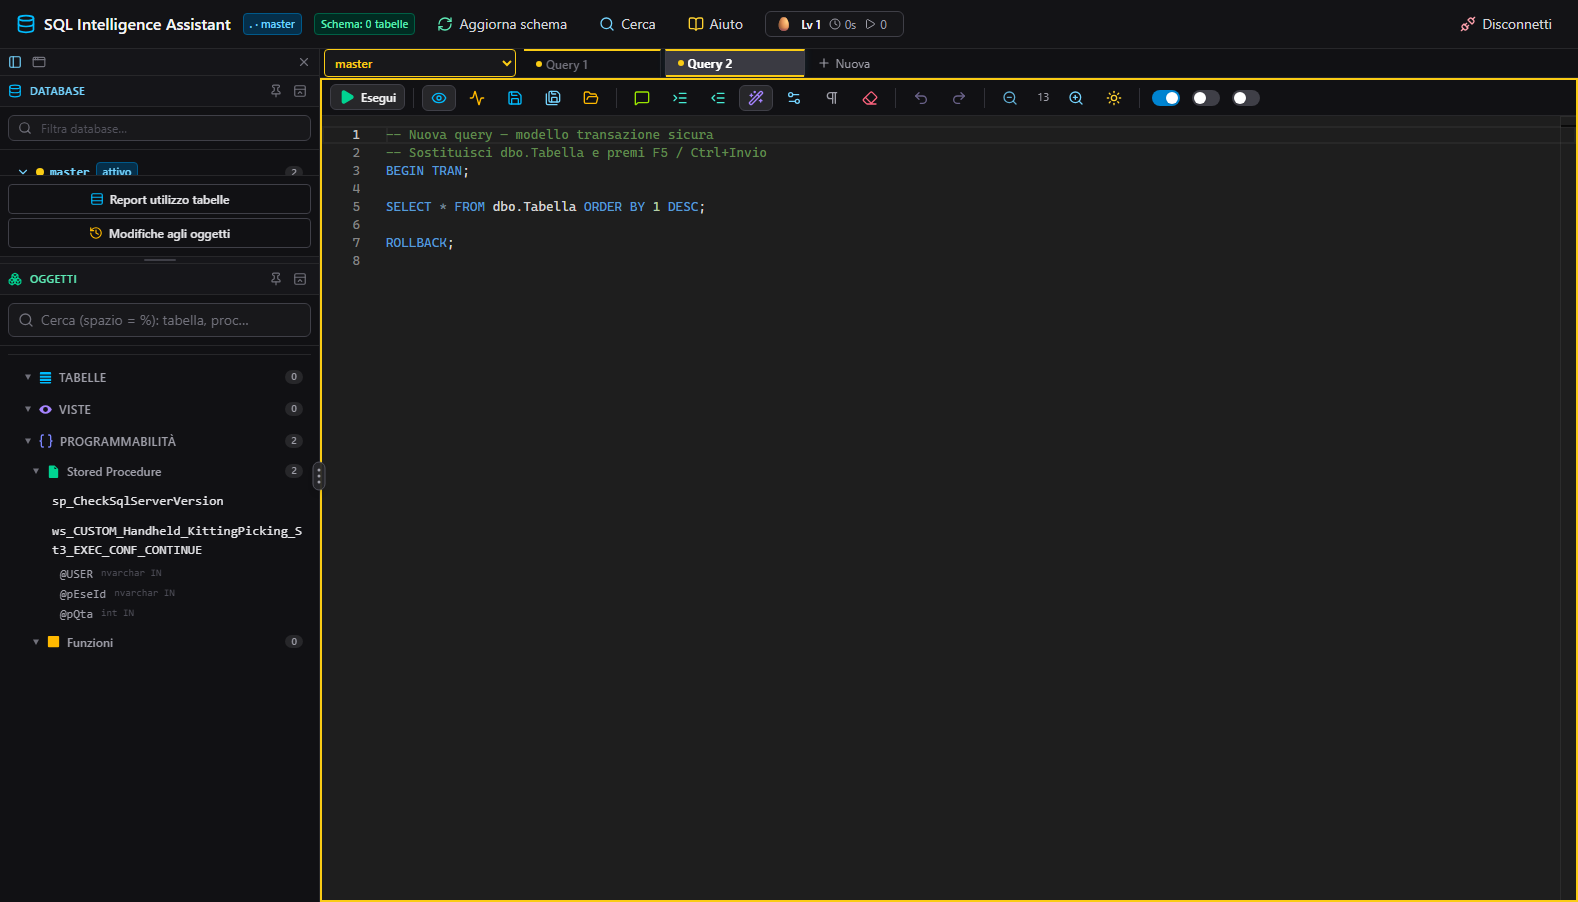 SQL Intelligence Assistant
. · master
Schema: 0 tabelle
Aggiorna schema
Cerca
Aiuto
Lv 1
0s
0
Disconnetti
master
Query 1
Query 2
Nuova
DATABASE
Esegui
13
Filtra database...
master
attivo
2
Report utilizzo tabelle
Modifiche agli oggetti
OGGETTI
Cerca (spazio = %): tabella, proc...
TABELLE
0
VISTE
0
{ } PROGRAMMABILITÀ
2
Stored Procedure
2
sp_CheckSqlServerVersion
ws_CUSTOM_Handheld_KittingPicking_S
t3_EXEC_CONF_CONTINUE
@USER nvarchar IN
@pEseId nvarchar IN
@pQta int IN
Funzioni
0
1 -- Nuova query — modello transazione sicura
2 -- Sostituisci dbo.Tabella e premi F5 / Ctrl+Invio
3 BEGIN TRAN;
4
5 SELECT * FROM dbo.Tabella ORDER BY 1 DESC;
6
7 ROLLBACK;
8